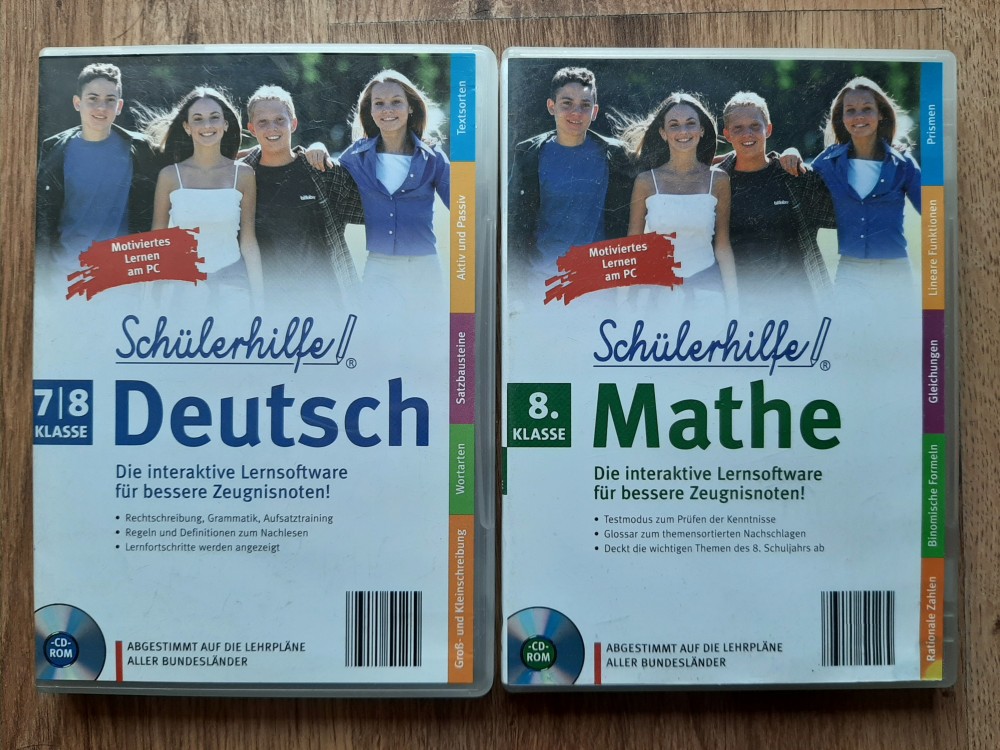 Motiviertes
Lernen
am PC
Schülerhilfe!®
7|8
KLASSE
Deutsch
Die interaktive Lernsoftware
für bessere Zeugnisnoten!
• Rechtschreibung, Grammatik, Aufsatztraining
• Regeln und Definitionen zum Nachlesen
• Lernfortschritte werden angezeigt
-CD-
ROM
ABGESTIMMT AUF DIE LEHRPLÄNE
ALLER BUNDESLÄNDER
Textsorten
Aktiv und Passiv
Satzbausteine
Wortarten
Groß- und Kleinschreibung
Motiviertes
Lernen
am PC
Schülerhilfe!®
8.
KLASSE
Mathe
Die interaktive Lernsoftware
für bessere Zeugnisnoten!
• Testmodus zum Prüfen der Kenntnisse
• Glossar zum themensortierten Nachschlagen
• Deckt die wichtigen Themen des 8. Schuljahrs ab
-CD-
ROM
ABGESTIMMT AUF DIE LEHRPLÄNE
ALLER BUNDESLÄNDER
Prismen
Lineare Funktionen
Gleichungen
Binomische Formeln
Rationale Zahlen